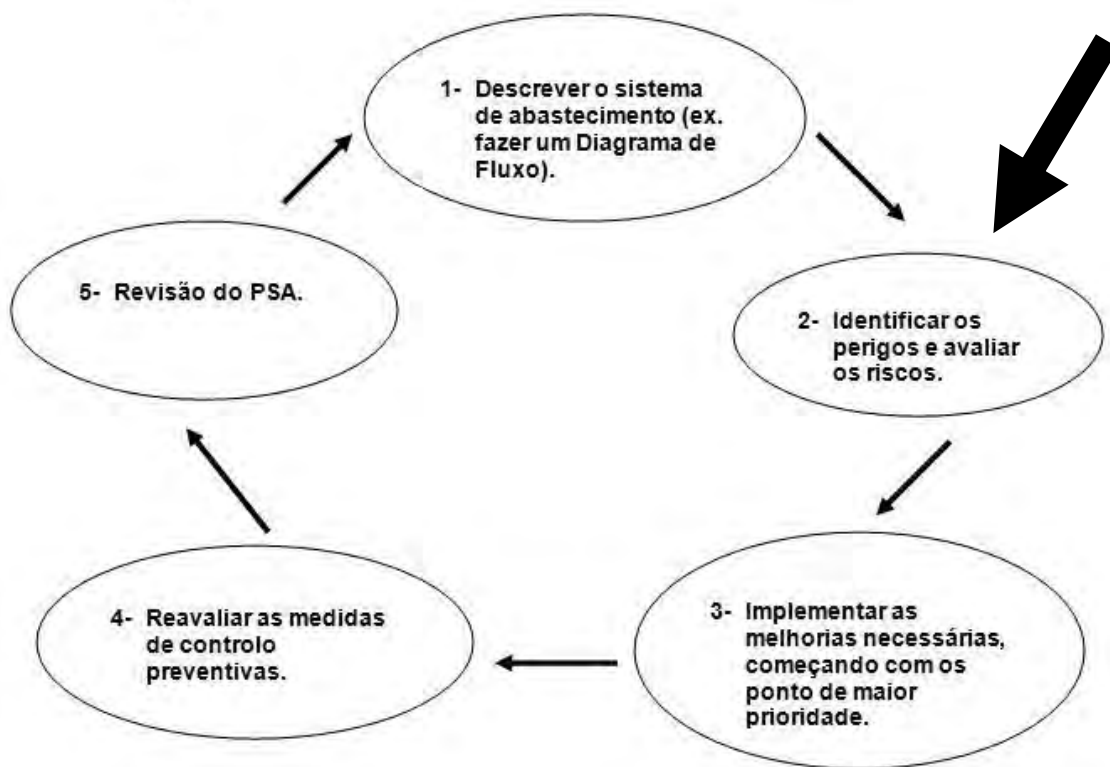 1- Descrever o sistema
de abastecimento (ex.
fazer um Diagrama de
Fluxo).
2- Identificar os
perigos e avaliar
os riscos.
3- Implementar as
melhorias necessárias,
começando com os
ponto de maior
prioridade.
4- Reavaliar as medidas
de controlo
preventivas.
5- Revisão do PSA.